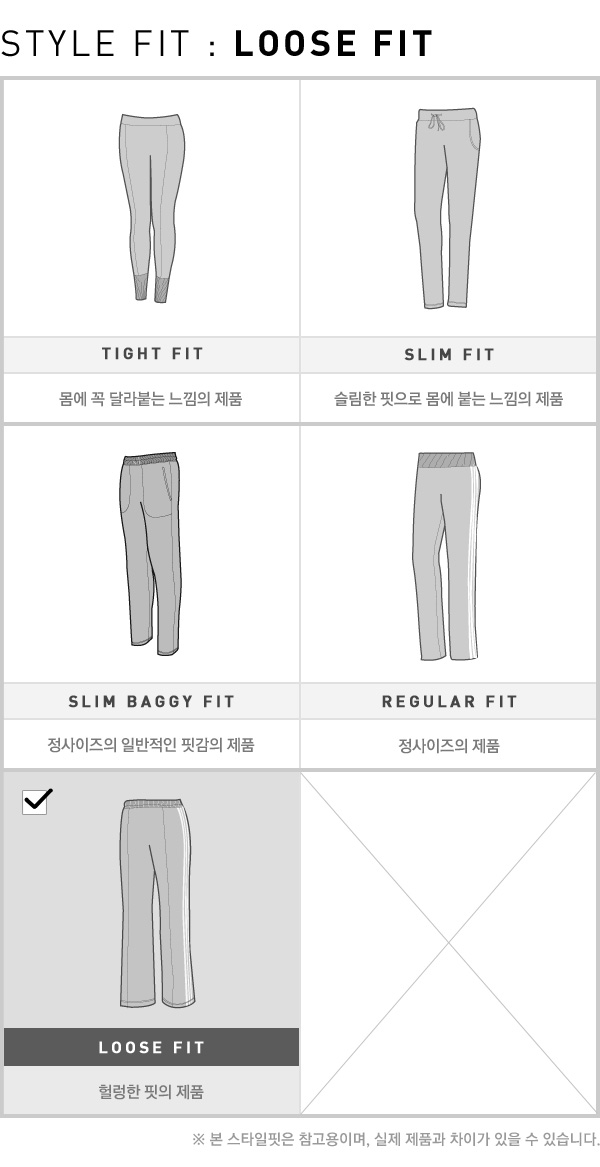 STYLE FIT : LOOSE FIT
TIGHT FIT
몸에 꼭 달라붙는 느낌의 제품
SLIM FIT
슬림한 핏으로 몸에 붙는 느낌의 제품
SLIM BAGGY FIT
정사이즈의 일반적인 핏감의 제품
REGULAR FIT
정사이즈의 제품
LOOSE FIT
헐렁한 핏의 제품
※ 본 스타일핏은 참고용이며, 실제 제품과 차이가 있을 수 있습니다.